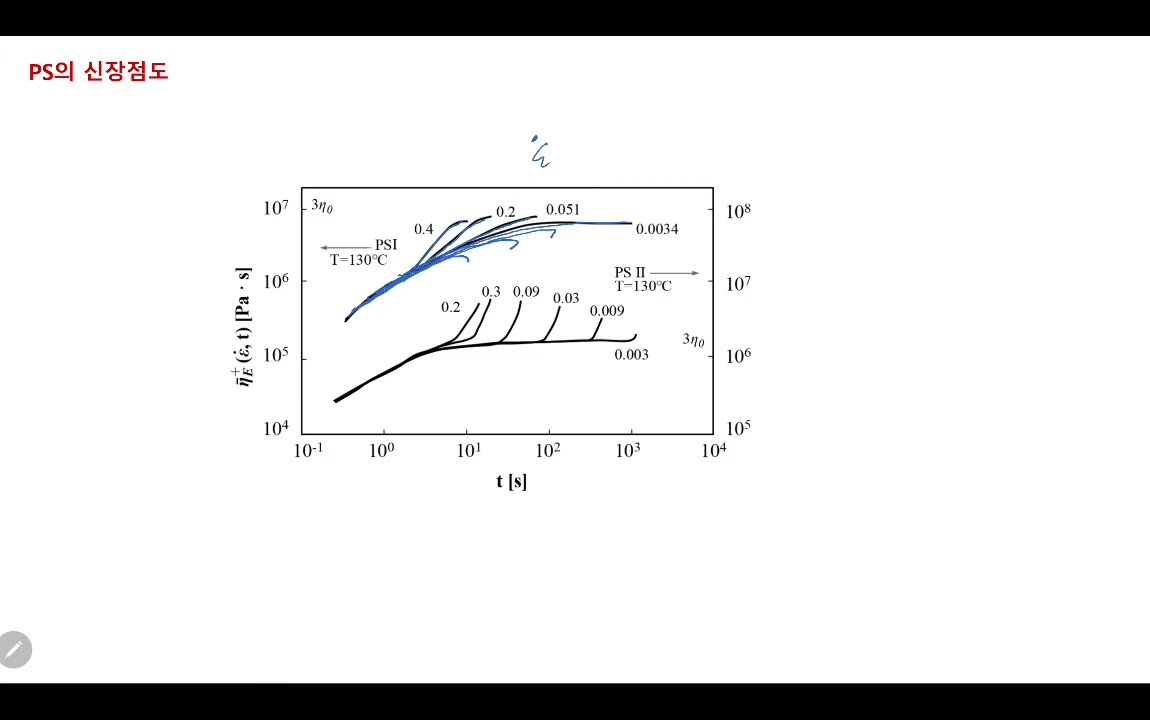 PS의 신장점도
ε̇
10⁷
3η₀
0.4
0.2
0.051
0.0034
10⁸
PSI
T=130℃
10⁶
PS II
T=130℃
10⁷
0.2
0.3
0.09
0.03
0.009
0.003
3η₀
10⁵
10⁶
10⁴
10⁵
η̄⁺_E (ε̇, t) [Pa · s]
10⁻¹ 10⁰ 10¹ 10² 10³ 10⁴
t [s]